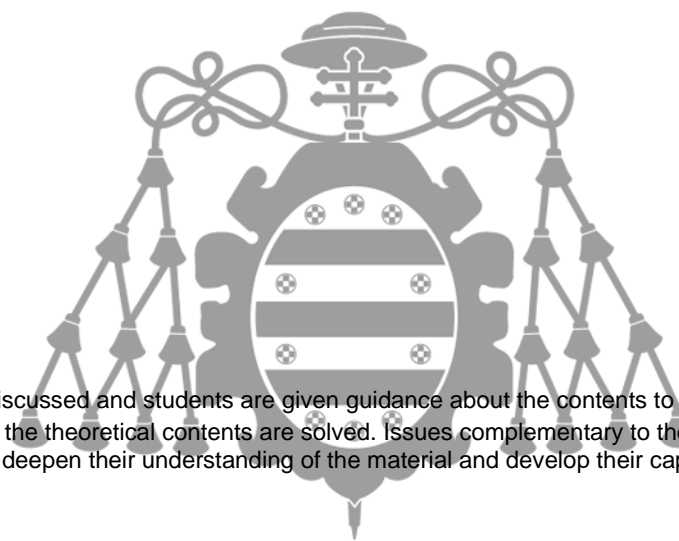 iscussed and students are given guidance about the contents to
the theoretical contents are solved. Issues complementary to the
deepen their understanding of the material and develop their cap